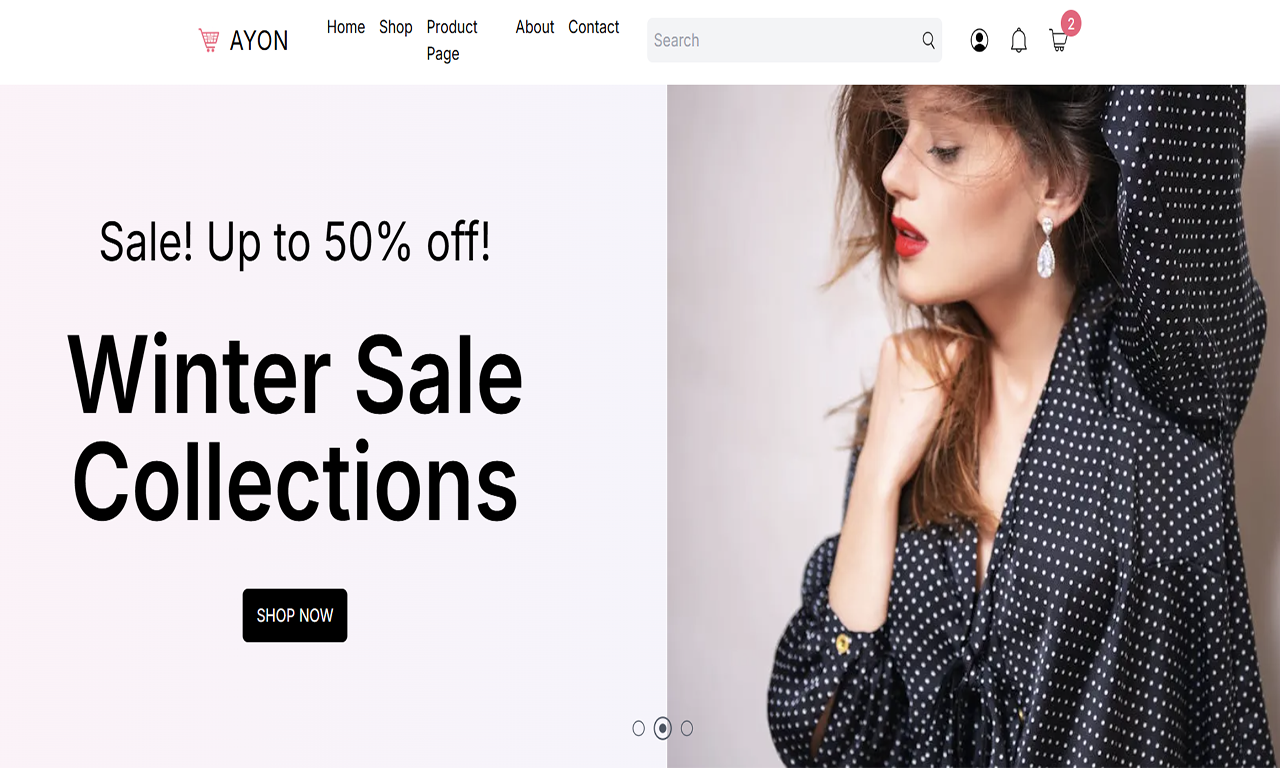 AYON
Home Shop Product Page About Contact
Search
2
Sale! Up to 50% off!
Winter Sale
Collections
SHOP NOW